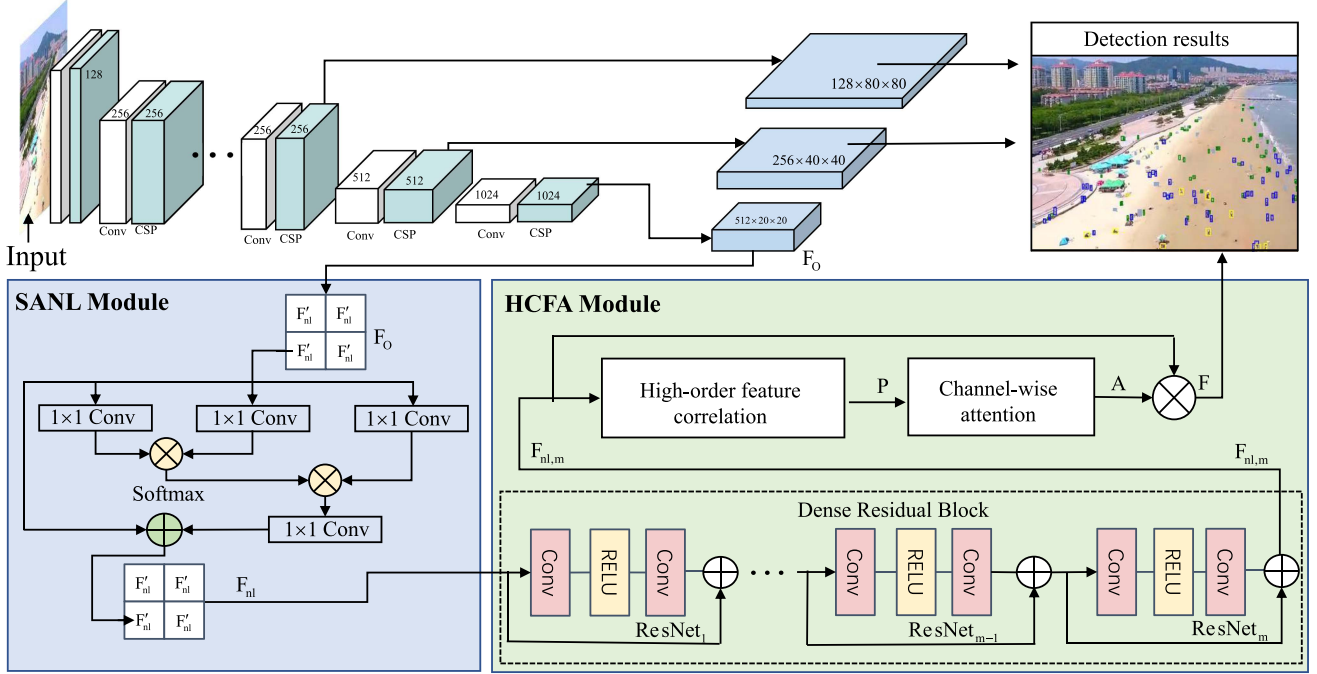 Detection results
128
256 256
256 256
512 512
1024 1024
Conv CSP
Conv CSP
Conv CSP
Conv CSP
128×80×80
256×40×40
512×20×20
F_O
Input
SANL Module
F′_nl F′_nl
F′_nl F′_nl
F_O
1×1 Conv 1×1 Conv 1×1 Conv
Softmax
1×1 Conv
F′_nl F′_nl
F′_nl F′_nl
F_nl
HCFA Module
High-order feature
correlation
P
Channel-wise
attention
A
F
F_nl,m
F_nl,m
Dense Residual Block
Conv RELU Conv
Conv RELU Conv
Conv RELU Conv
ResNet_1
ResNet_m−1
ResNet_m